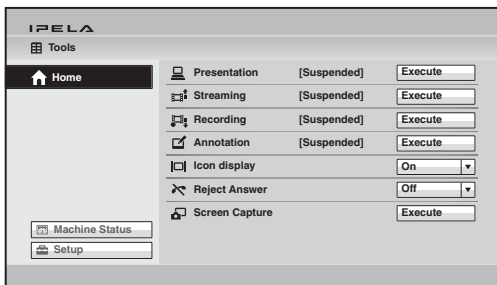 IPELA
Tools
Home
Presentation [Suspended] Execute
Streaming [Suspended] Execute
Recording [Suspended] Execute
Annotation [Suspended] Execute
Icon display On
Reject Answer Off
Screen Capture Execute
Machine Status
Setup